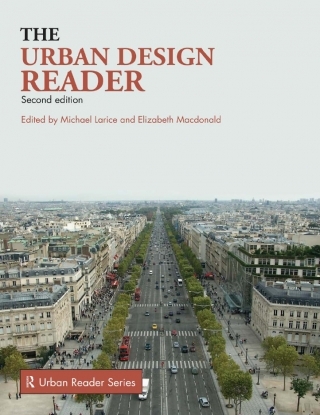 THE
URBAN DESIGN
READER
Second edition
Edited by Michael Larice and Elizabeth Macdonald
R Urban Reader Series